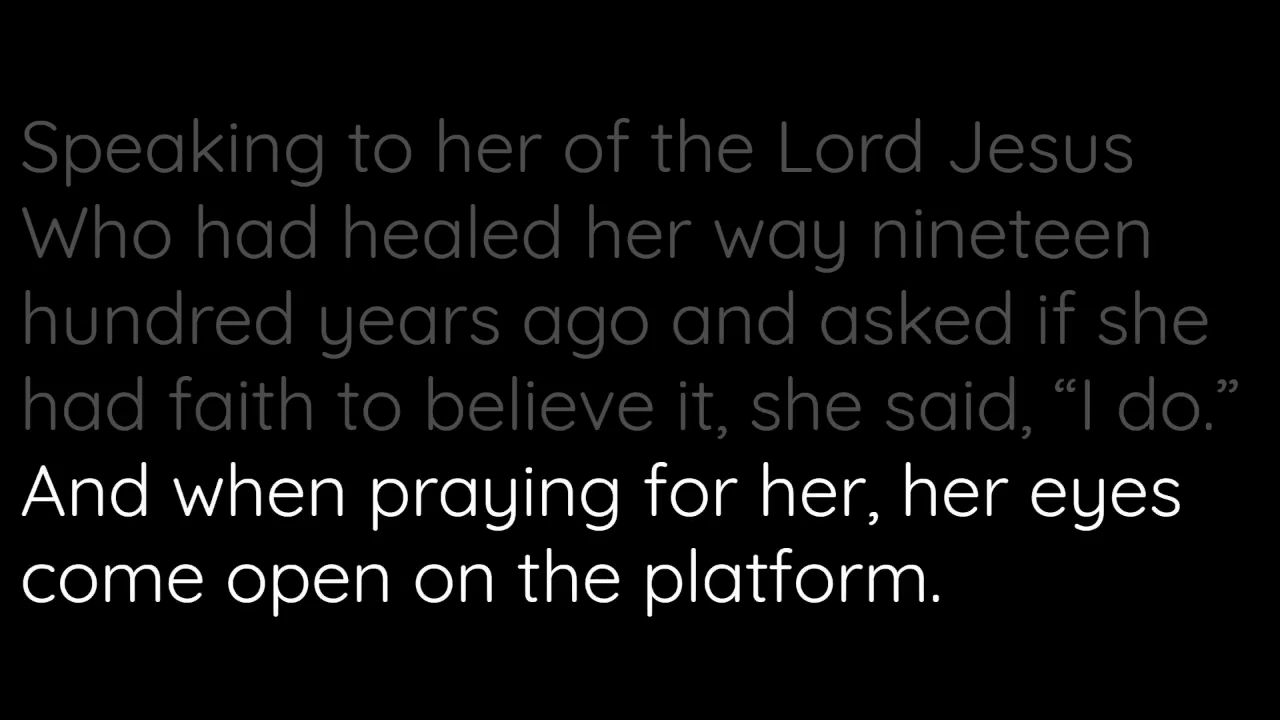 Speaking to her of the Lord Jesus
Who had healed her way nineteen
hundred years ago and asked if she
had faith to believe it, she said, “I do.”
And when praying for her, her eyes
come open on the platform.